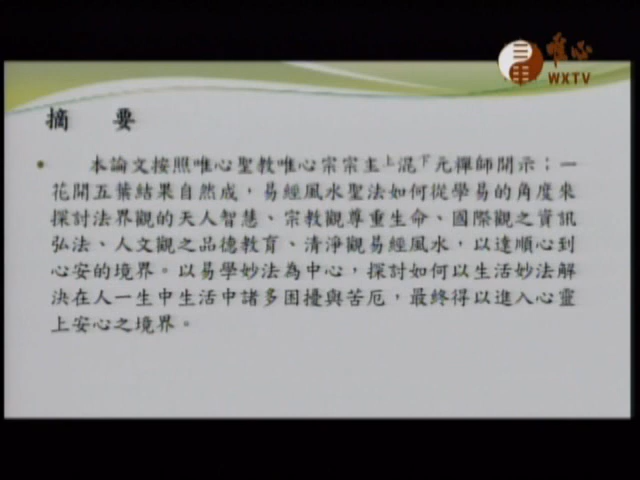 唯心
WXTV
摘 要
• 本論文按照唯心聖教唯心宗宗主上混下元禪師開示：一
花開五葉結果自然成，易經風水聖法如何從學易的角度來
探討法界觀的天人智慧、宗教觀尊重生命、國際觀之資訊
弘法、人文觀之品德教育、清淨觀易經風水，以達順心到
心安的境界。以易學妙法為中心，探討如何以生活妙法解
決在人一生中生活中諸多困擾與苦厄，最終得以進入心靈
上安心之境界。